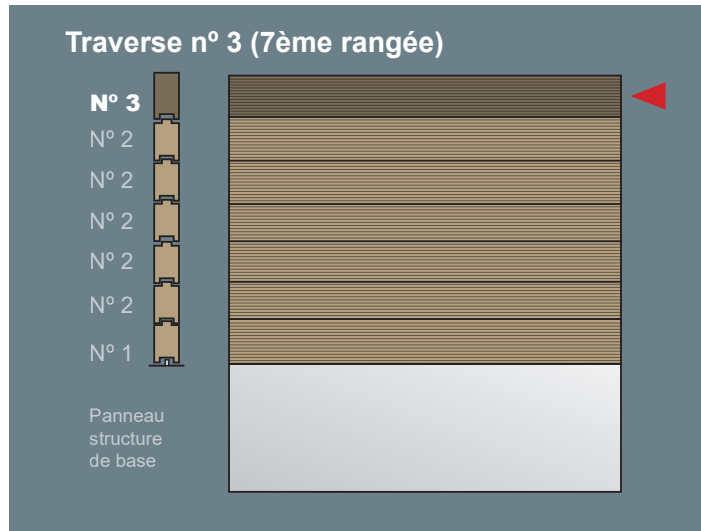 Traverse nº 3 (7ème rangée)
Nº 3
Nº 2
Nº 2
Nº 2
Nº 2
Nº 2
Nº 1
Panneau
structure
de base